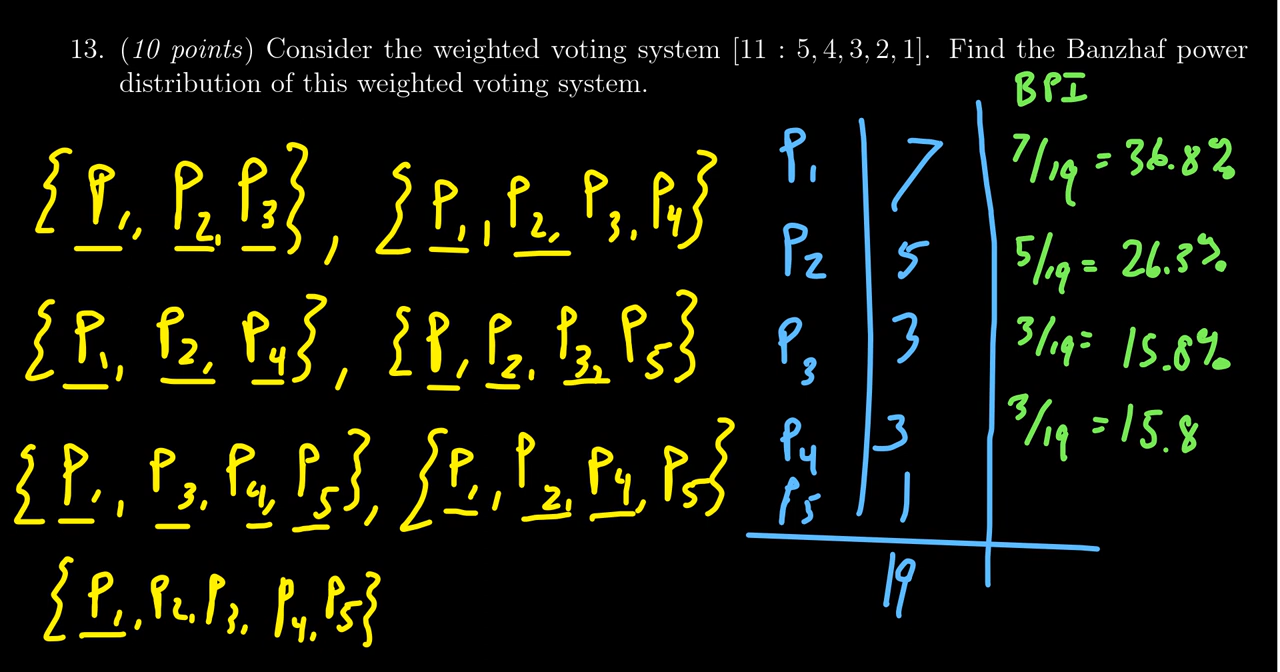 13. (10 points) Consider the weighted voting system [11 : 5, 4, 3, 2, 1]. Find the Banzhaf power
distribution of this weighted voting system.
BPI
{P₁, P₂, P₃}, {P₁, P₂, P₃, P₄}
{P₁, P₂, P₄}, {P₁, P₂, P₃, P₅}
{P₁, P₃, P₄, P₅}, {P₁, P₂, P₄, P₅}
{P₁, P₂, P₃, P₄, P₅}
P₁ 7 7/19 = 36.8%
P₂ 5 5/19 = 26.3%
P₃ 3 3/19 = 15.8%
P₄ 3 3/19 = 15.8
P₅ 1
19